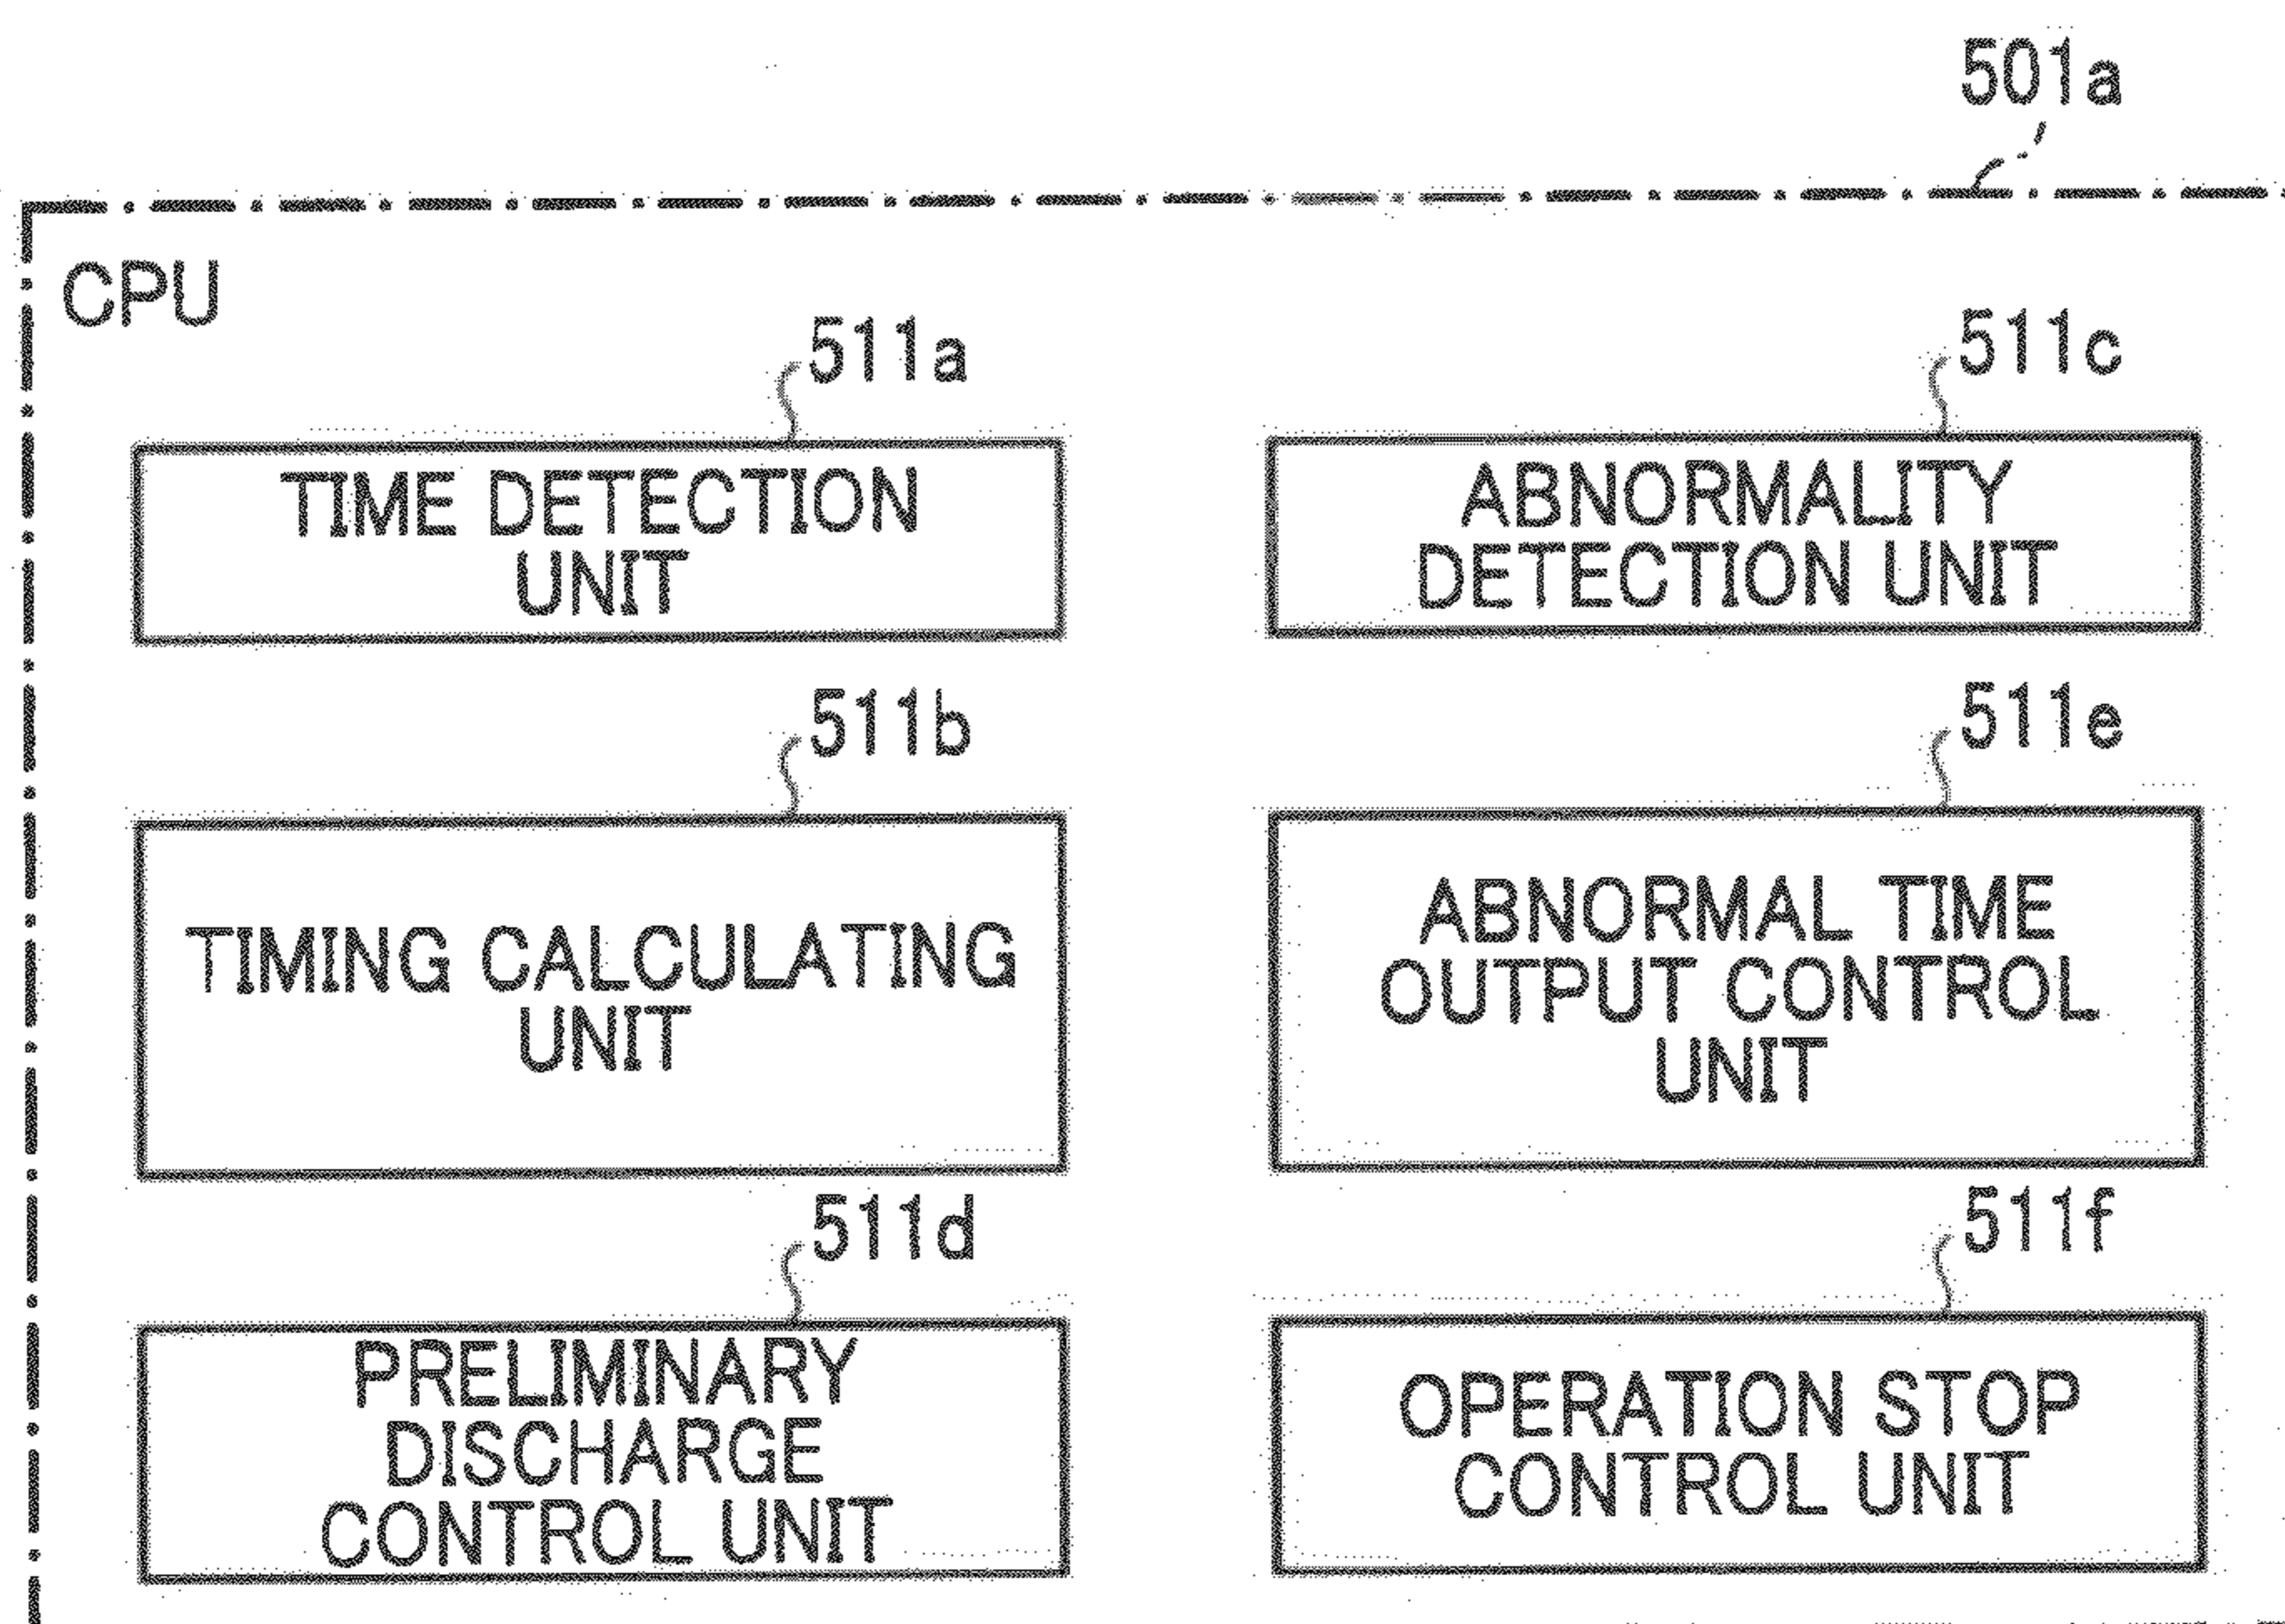 501a
CPU
511a
TIME DETECTION
UNIT
511c
ABNORMALITY
DETECTION UNIT
511b
TIMING CALCULATING
UNIT
511e
ABNORMAL TIME
OUTPUT CONTROL
UNIT
511d
PRELIMINARY
DISCHARGE
CONTROL UNIT
511f
OPERATION STOP
CONTROL UNIT